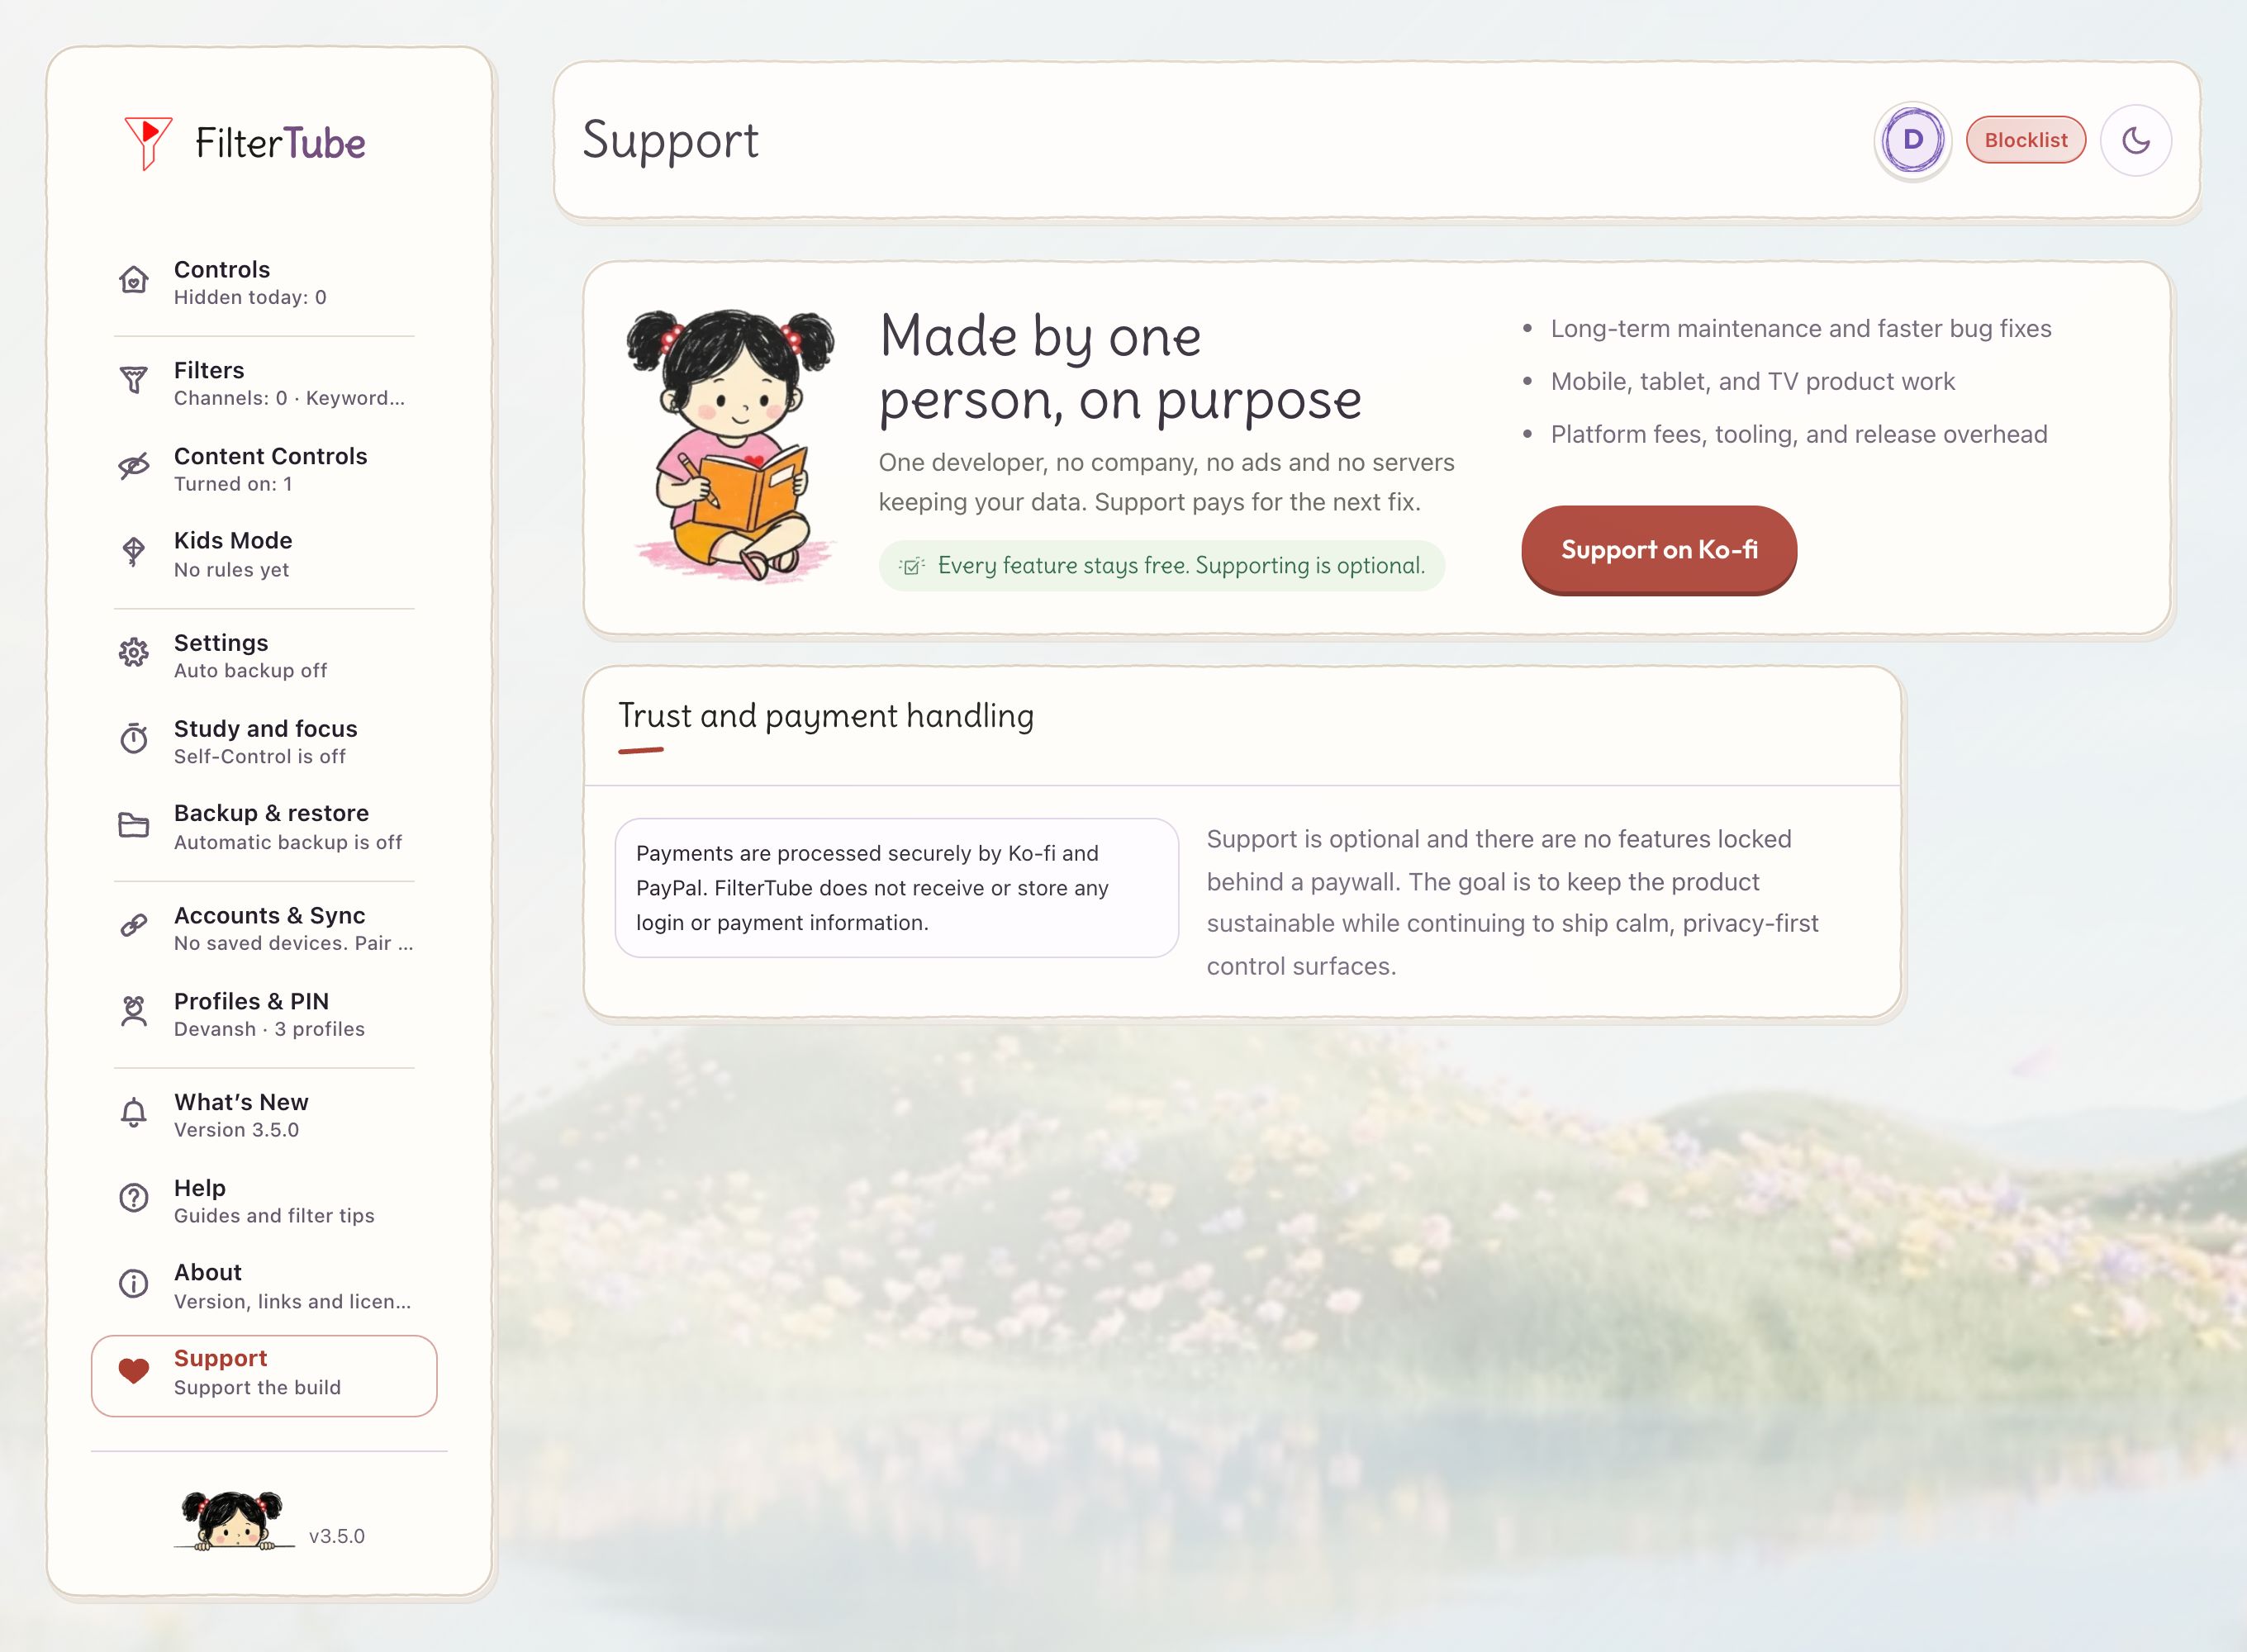 FilterTube
Controls
Hidden today: 0
Filters
Channels: 0 · Keyword...
Content Controls
Turned on: 1
Kids Mode
No rules yet
Settings
Auto backup off
Study and focus
Self-Control is off
Backup & restore
Automatic backup is off
Accounts & Sync
No saved devices. Pair ...
Profiles & PIN
Devansh · 3 profiles
What’s New
Version 3.5.0
Help
Guides and filter tips
About
Version, links and licen...
Support
Support the build
v3.5.0
Support
D
Blocklist
Made by one
person, on purpose
One developer, no company, no ads and no servers
keeping your data. Support pays for the next fix.
Every feature stays free. Supporting is optional.
• Long-term maintenance and faster bug fixes
• Mobile, tablet, and TV product work
• Platform fees, tooling, and release overhead
Support on Ko-fi
Trust and payment handling
Payments are processed securely by Ko-fi and
PayPal. FilterTube does not receive or store any
login or payment information.
Support is optional and there are no features locked
behind a paywall. The goal is to keep the product
sustainable while continuing to ship calm, privacy-first
control surfaces.